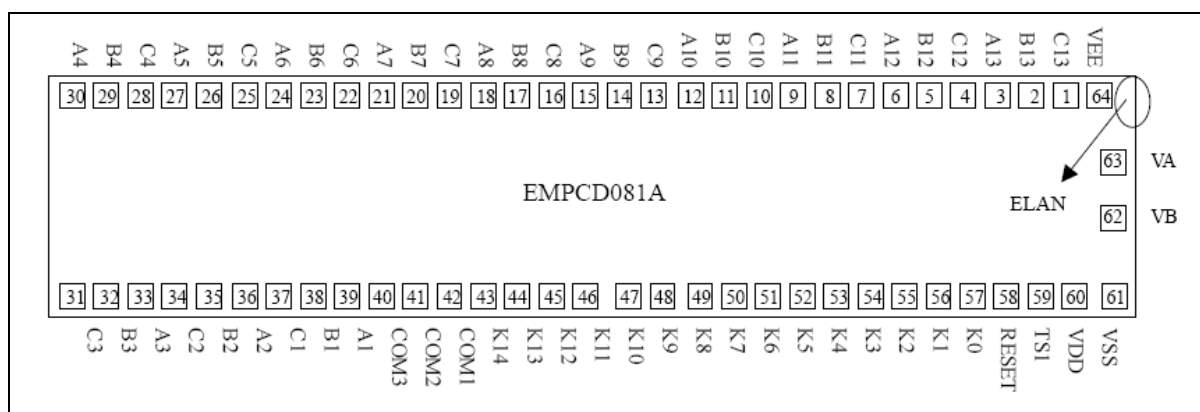 A4 B4 C4 A5 B5 C5 A6 B6 C6 A7 B7 C7 A8 B8 C8 A9 B9 C9 A10 B10 C10 A11 B11 C11 A12 B12 C12 A13 B13 C13 VEE
30 29 28 27 26 25 24 23 22 21 20 19 18 17 16 15 14 13 12 11 10 9 8 7 6 5 4 3 2 1 64
63 VA
EMPCD081A
ELAN
62 VB
31 32 33 34 35 36 37 38 39 40 41 42 43 44 45 46 47 48 49 50 51 52 53 54 55 56 57 58 59 60 61
C3 B3 A3 C2 B2 A2 C1 B1 A1 COM3 COM2 COM1 K14 K13 K12 K11 K10 K9 K8 K7 K6 K5 K4 K3 K2 K1 K0 RESET TS1 VDD VSS